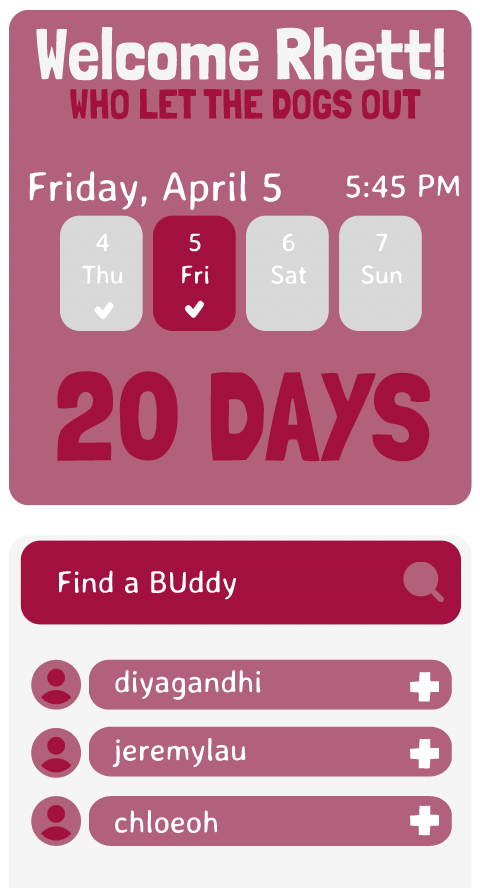 Welcome Rhett!
WHO LET THE DOGS OUT
Friday, April 5 5:45 PM
4 5 6 7
Thu Fri Sat Sun
20 DAYS
Find a BUddy
diyagandhi
jeremylau
chloeoh